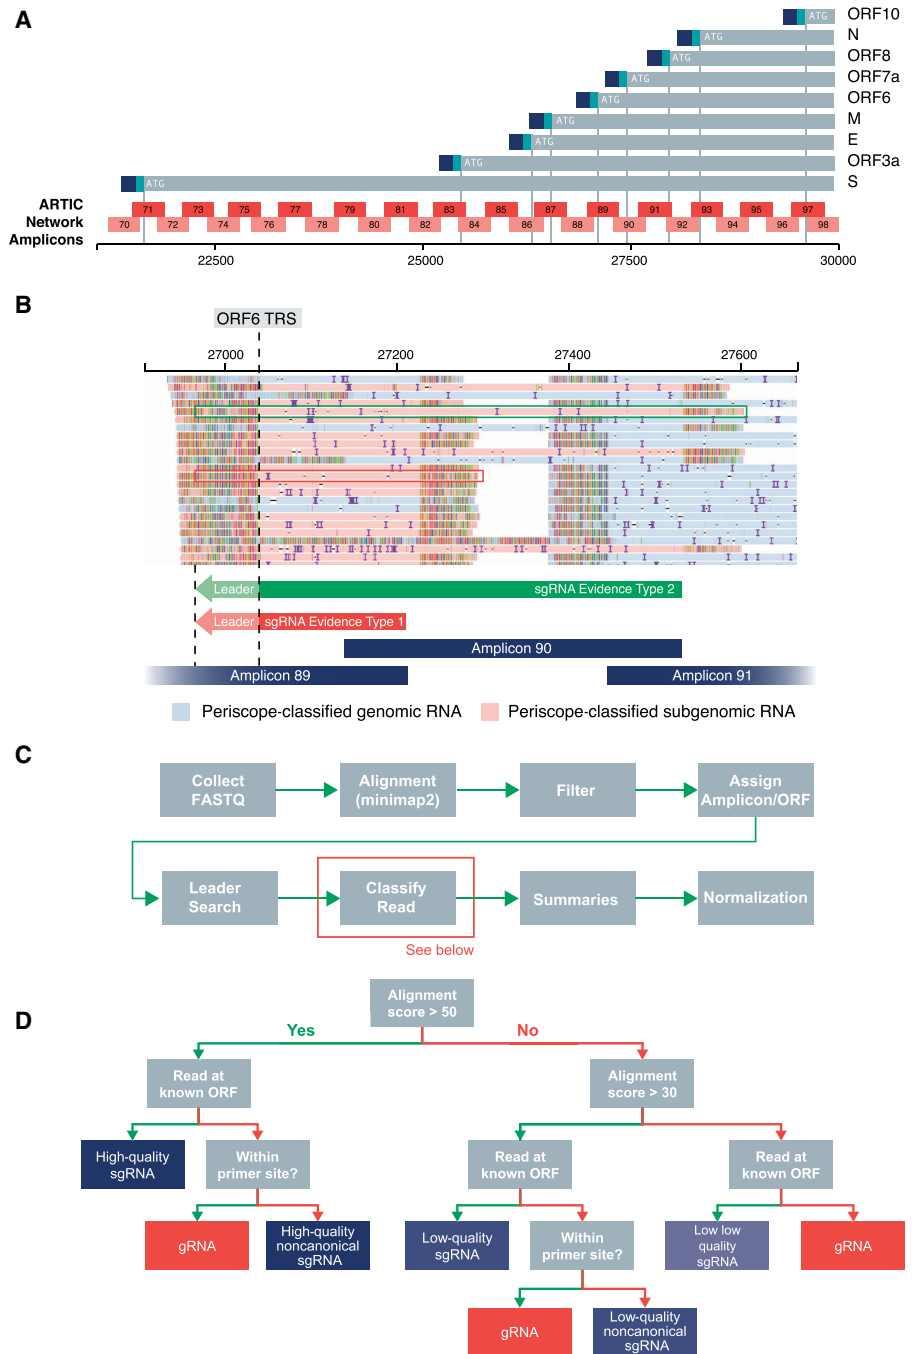 A
ATG ORF10
ATG N
ATG ORF8
ATG ORF7a
ATG ORF6
ATG M
ATG E
ATG ORF3a
ATG S
ARTIC
Network
Amplicons
71 73 75 77 79 81 83 85 87 89 91 93 95 97
70 72 74 76 78 80 82 84 86 88 90 92 94 96 98
22500 25000 27500 30000
B
ORF6 TRS
27000 27200 27400 27600
Leader sgRNA Evidence Type 2
Leader sgRNA Evidence Type 1
Amplicon 90
Amplicon 89 Amplicon 91
Periscope-classified genomic RNA Periscope-classified subgenomic RNA
C
Collect
FASTQ
Alignment
(minimap2)
Filter
Assign
Amplicon/ORF
Leader
Search
Classify
Read
Summaries
Normalization
See below
D
Alignment
score > 50
Yes No
Read at
known ORF
Alignment
score > 30
High-quality
sgRNA
Within
primer site?
Read at
known ORF
Read at
known ORF
gRNA
High-quality
noncanonical
sgRNA
Low-quality
sgRNA
Within
primer site?
Low low
quality
sgRNA
gRNA
gRNA
Low-quality
noncanonical
sgRNA